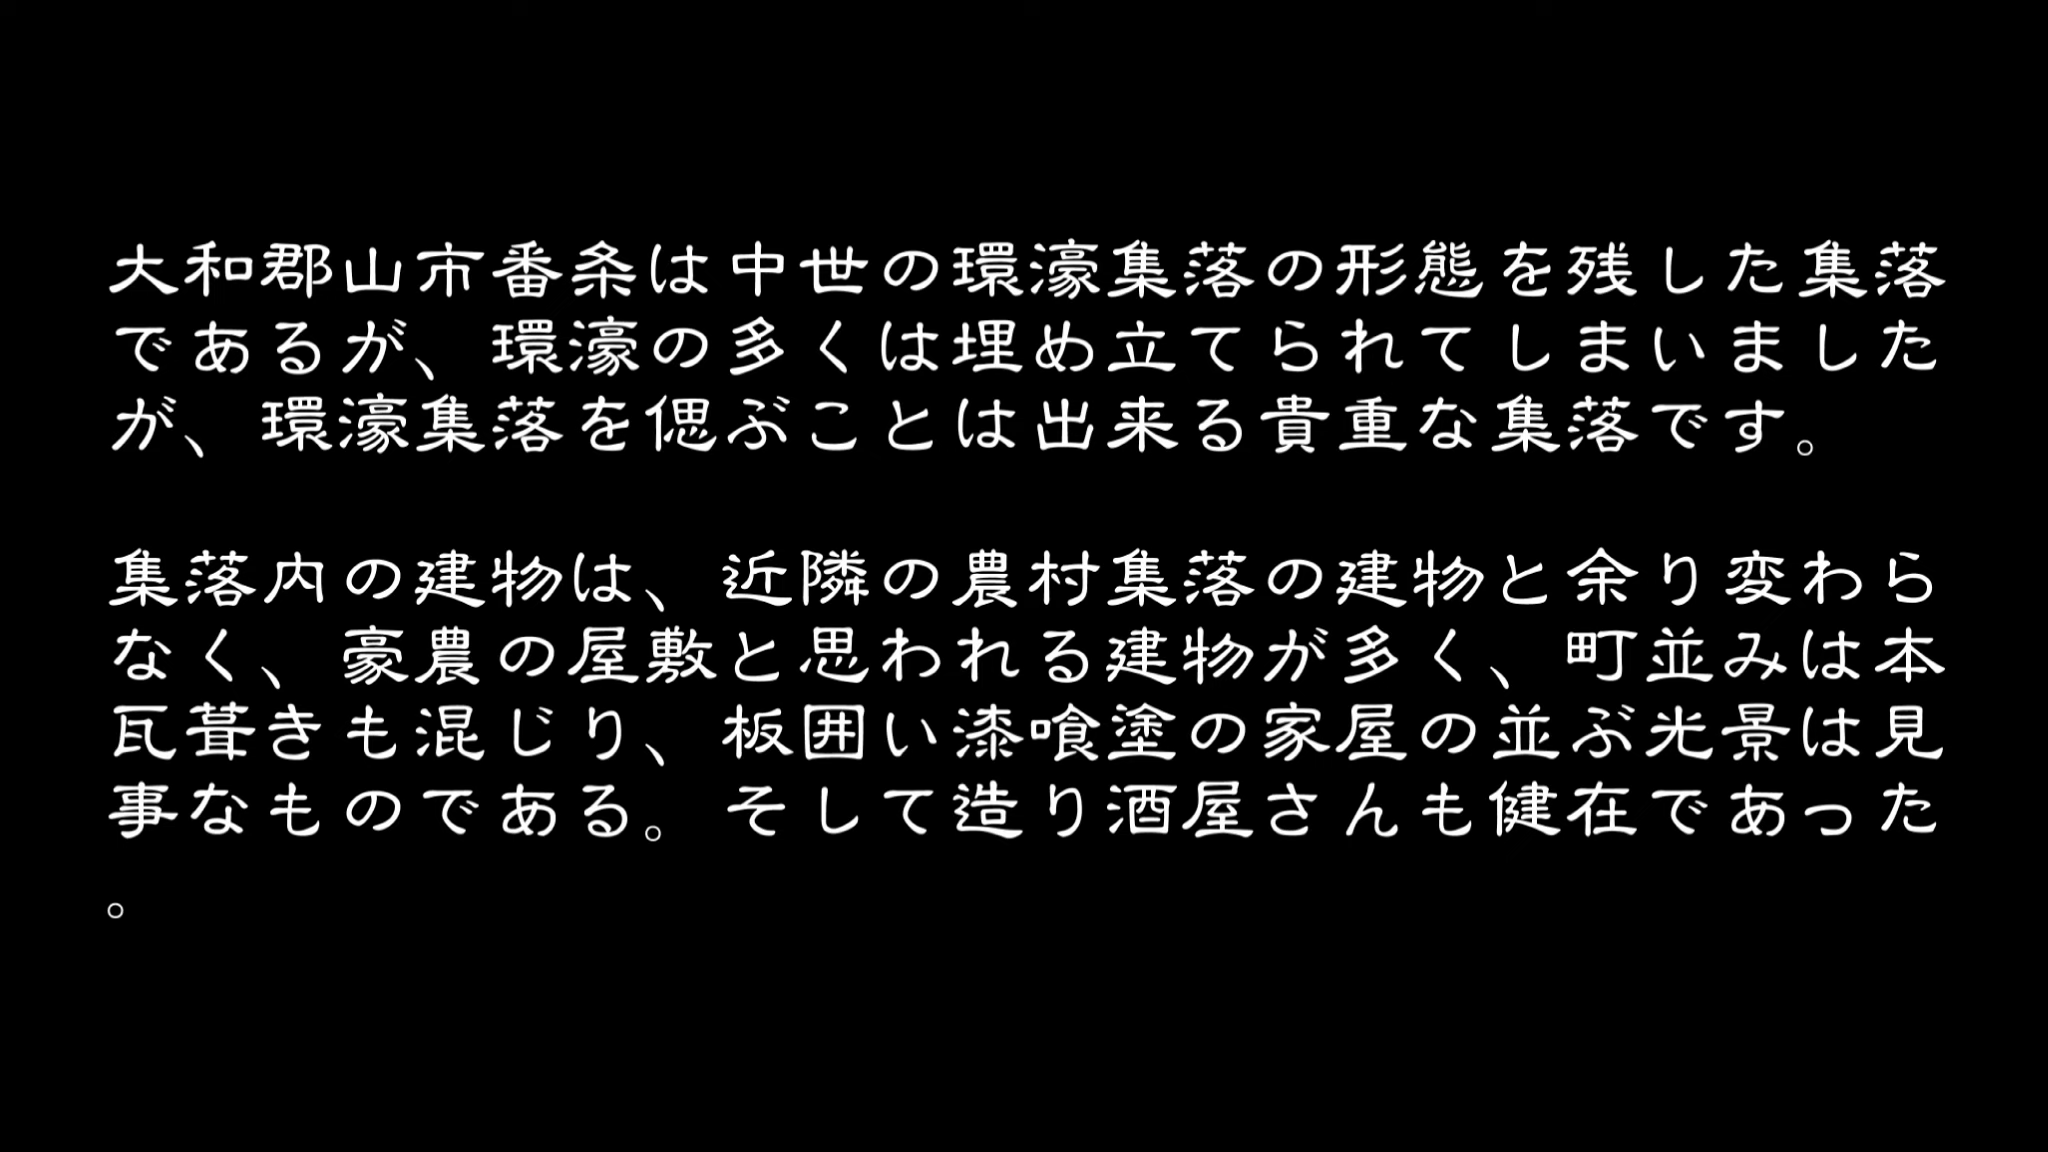 大和郡山市番条は中世の環濠集落の形態を残した集落
であるが、環濠の多くは埋め立てられてしまいました
が、環濠集落を偲ぶことは出来る貴重な集落です。
集落内の建物は、近隣の農村集落の建物と余り変わら
なく、豪農の屋敷と思われる建物が多く、町並みは本
瓦葺きも混じり、板囲い漆喰塗の家屋の並ぶ光景は見
事なものである。そして造り酒屋さんも健在であった
。